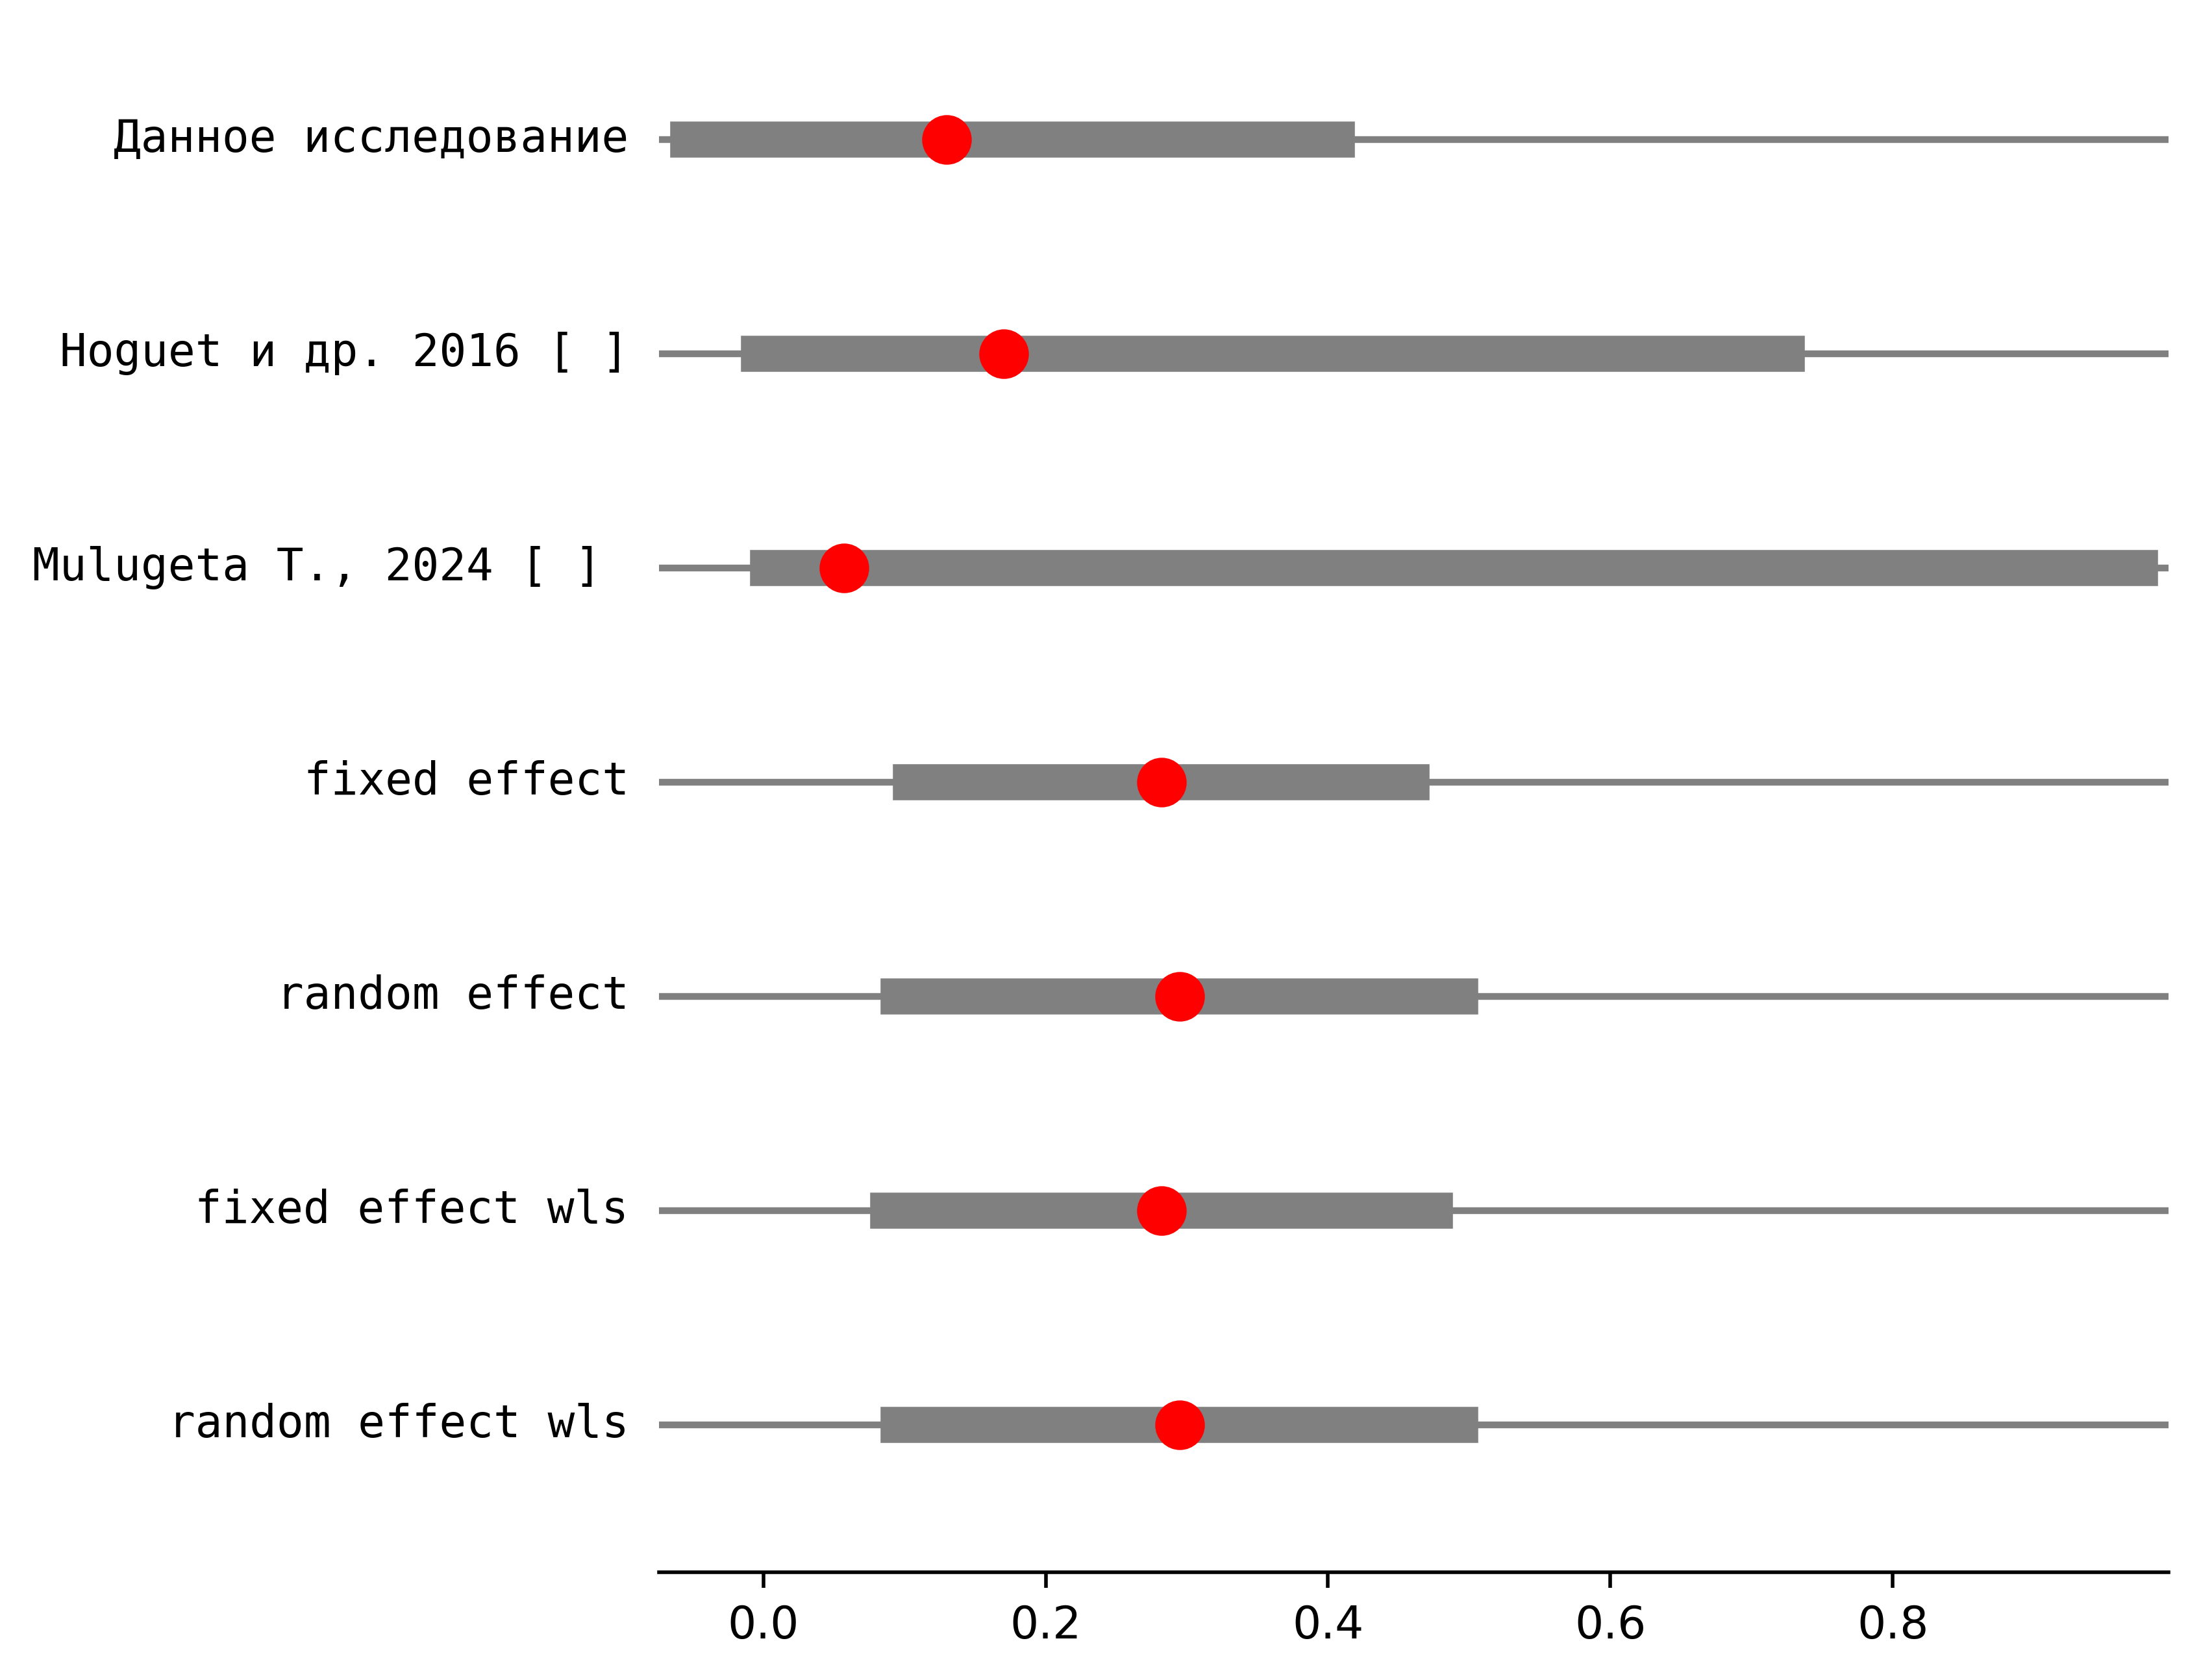 Данное исследование
Hoguet и др. 2016 [ ]
Mulugeta T., 2024 [ ]
fixed effect
random effect
fixed effect wls
random effect wls
0.0 0.2 0.4 0.6 0.8